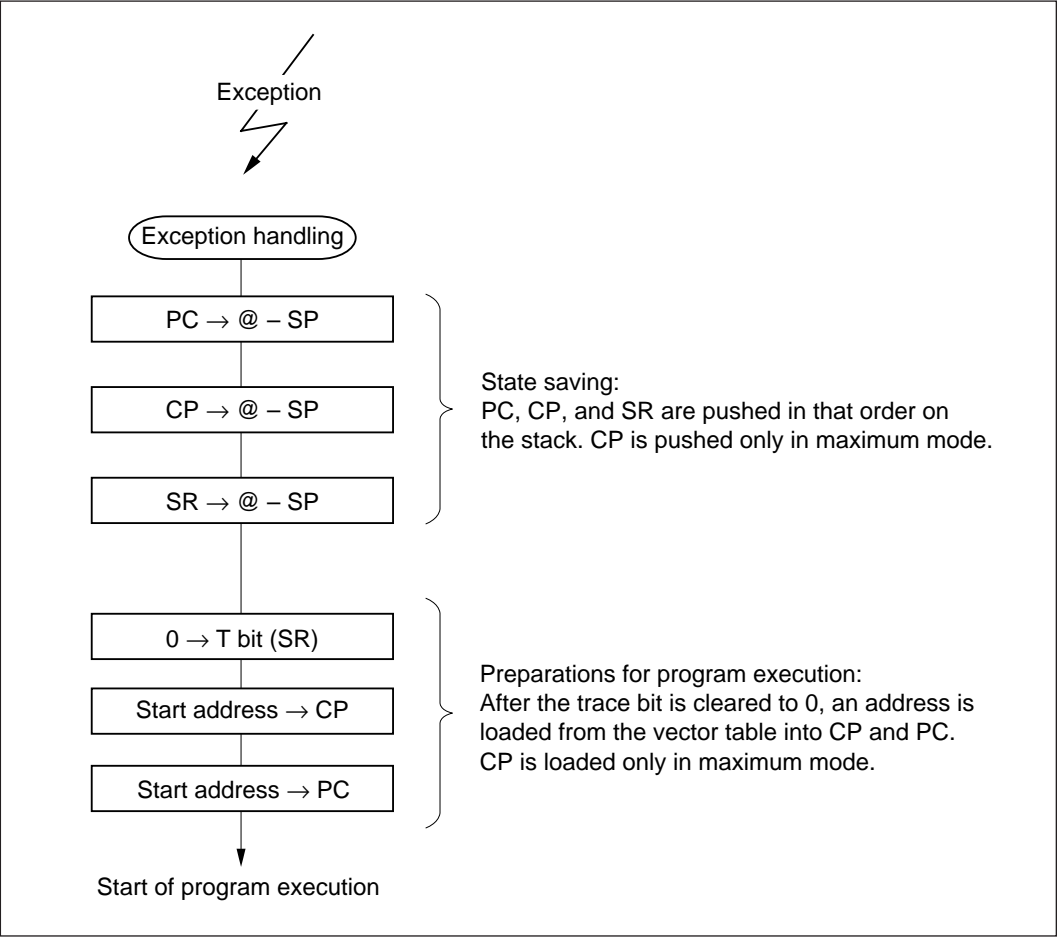 Exception
Exception handling
PC → @ – SP
CP → @ – SP
SR → @ – SP
State saving:
PC, CP, and SR are pushed in that order on
the stack. CP is pushed only in maximum mode.
0 → T bit (SR)
Start address → CP
Start address → PC
Preparations for program execution:
After the trace bit is cleared to 0, an address is
loaded from the vector table into CP and PC.
CP is loaded only in maximum mode.
Start of program execution